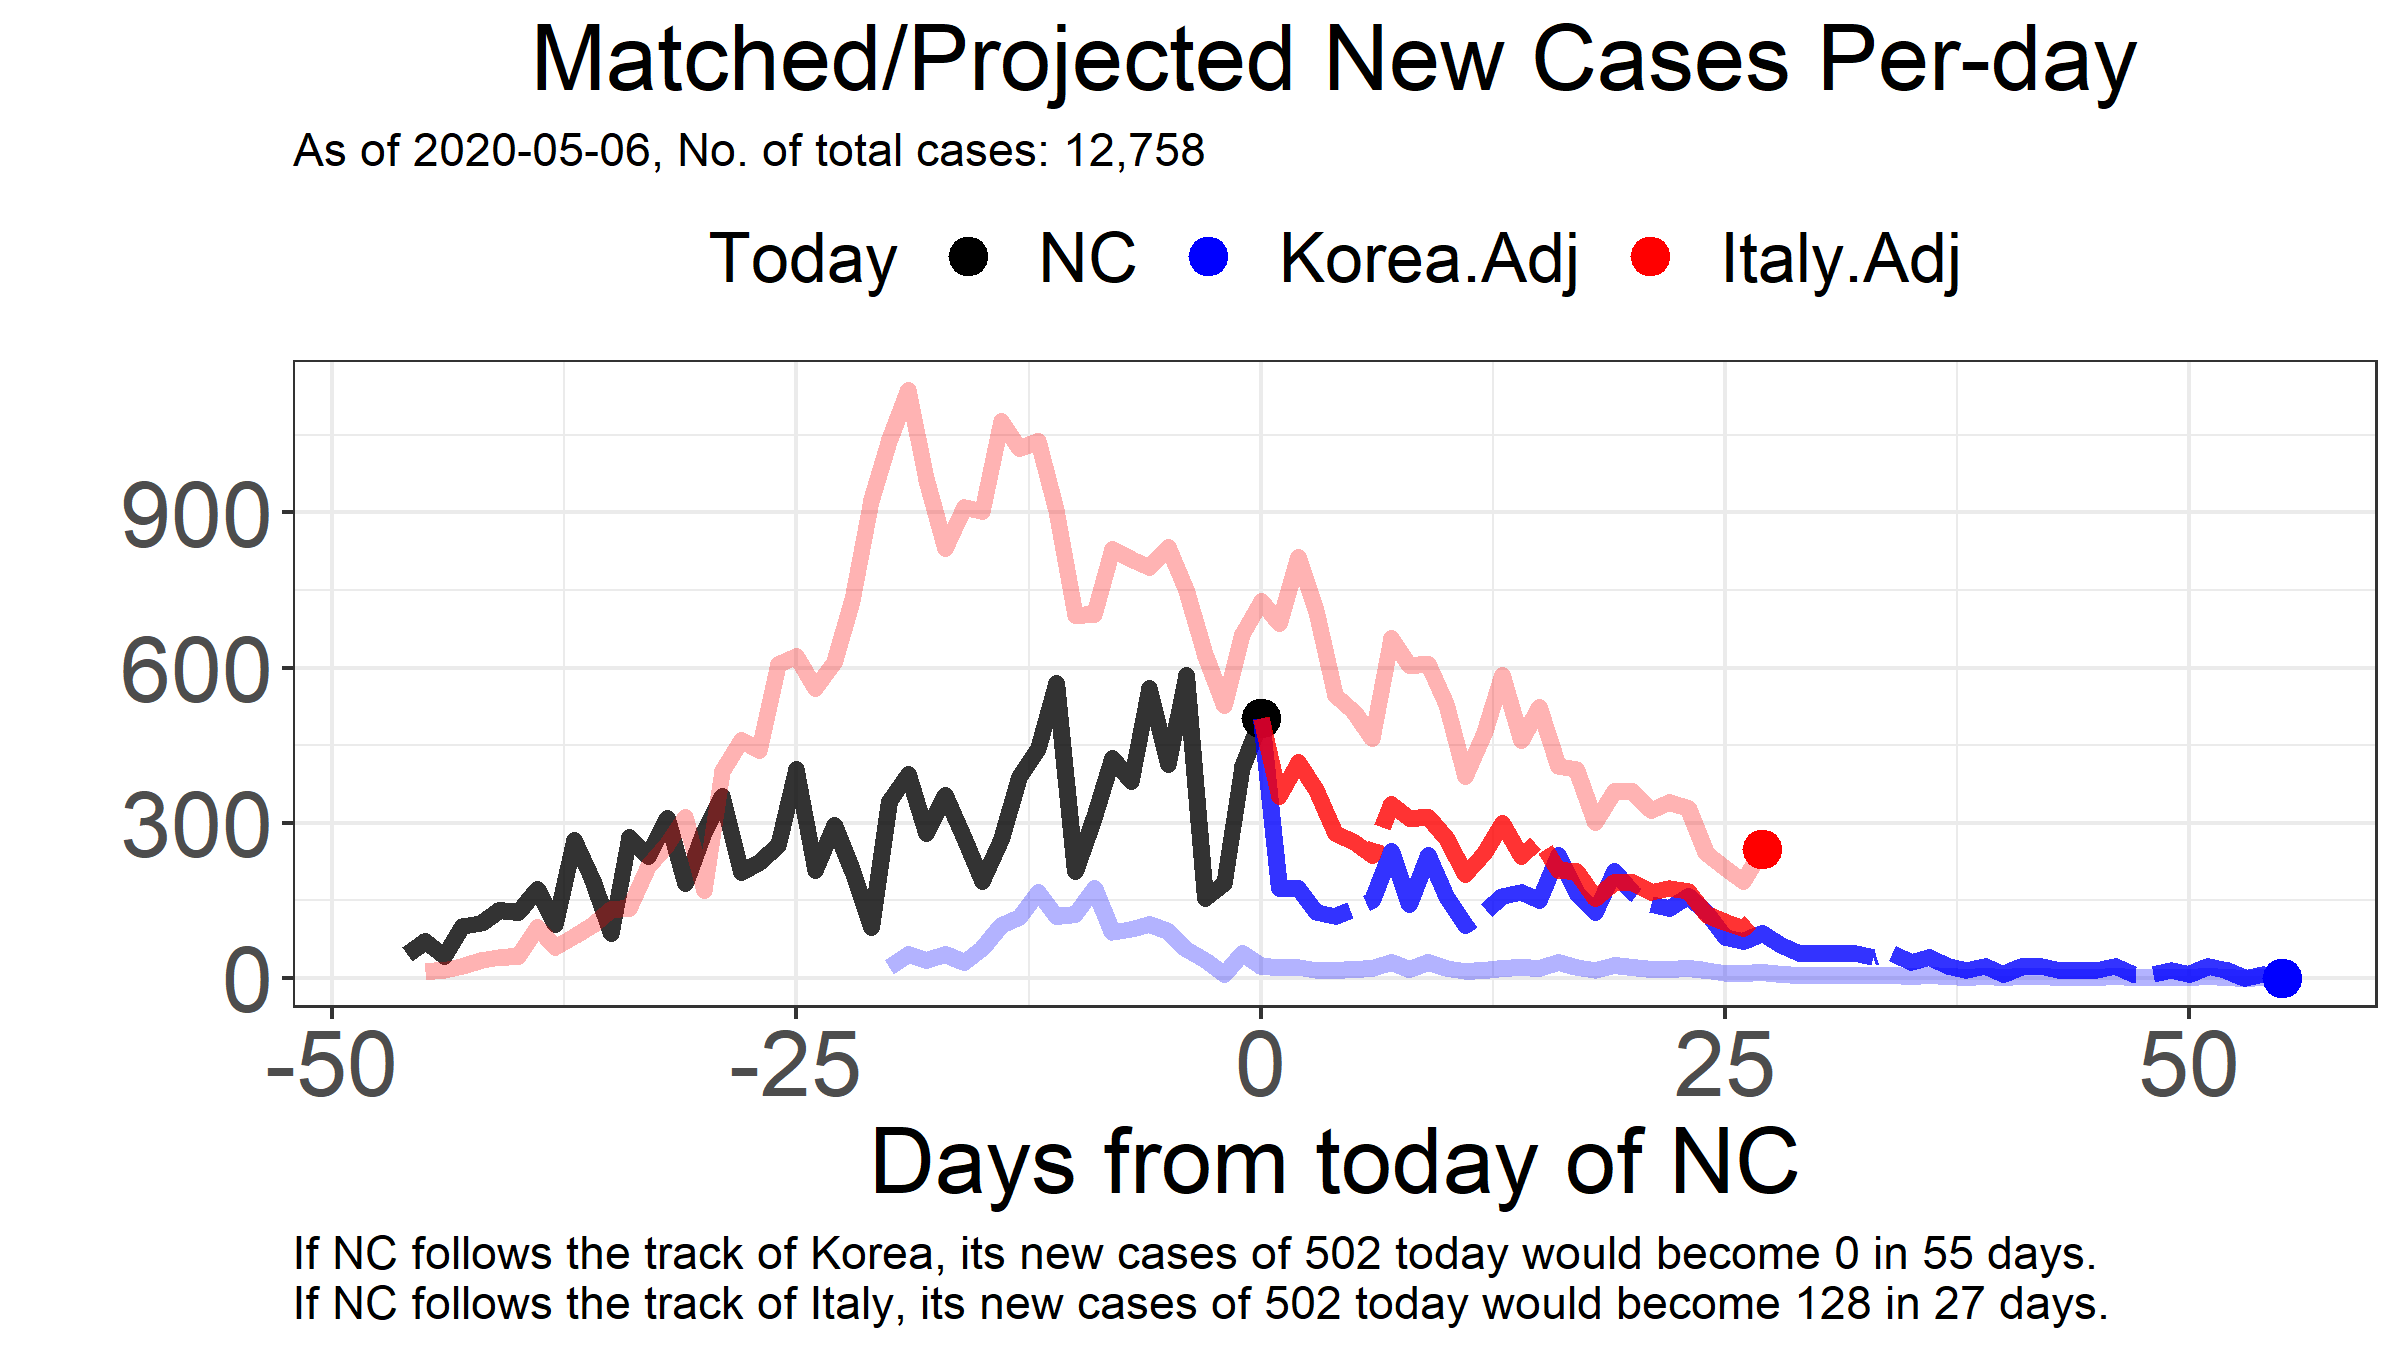 Matched/Projected New Cases Per-day
As of 2020-05-06, No. of total cases: 12,758
Today NC Korea.Adj Italy.Adj
900
600
300
0
-50 -25 0 25 50
Days from today of NC
If NC follows the track of Korea, its new cases of 502 today would become 0 in 55 days.
If NC follows the track of Italy, its new cases of 502 today would become 128 in 27 days.